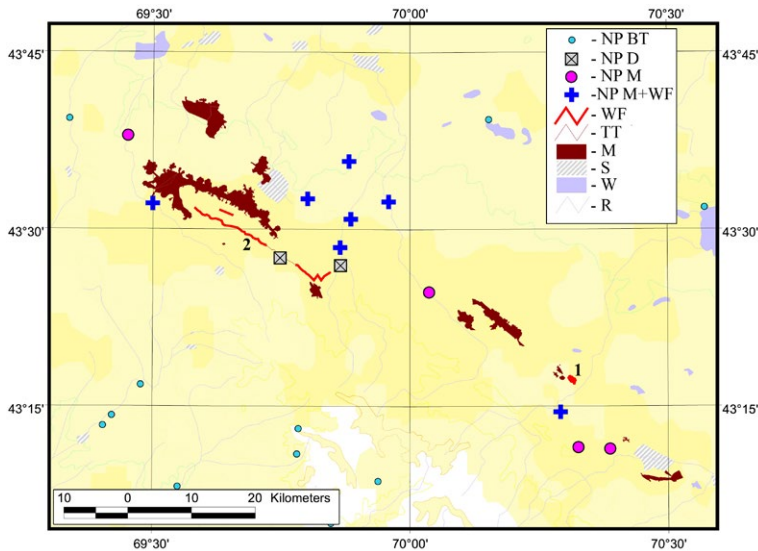 69°30' 70°00' 70°30'
43°45' 43°45'
- NP BT
- NP D
- NP M
-NP M+WF
- WF
- TT
- M
- S
- W
- R
43°30' 43°30'
2
1
43°15' 43°15'
10 0 10 20 Kilometers
69°30' 70°00' 70°30'